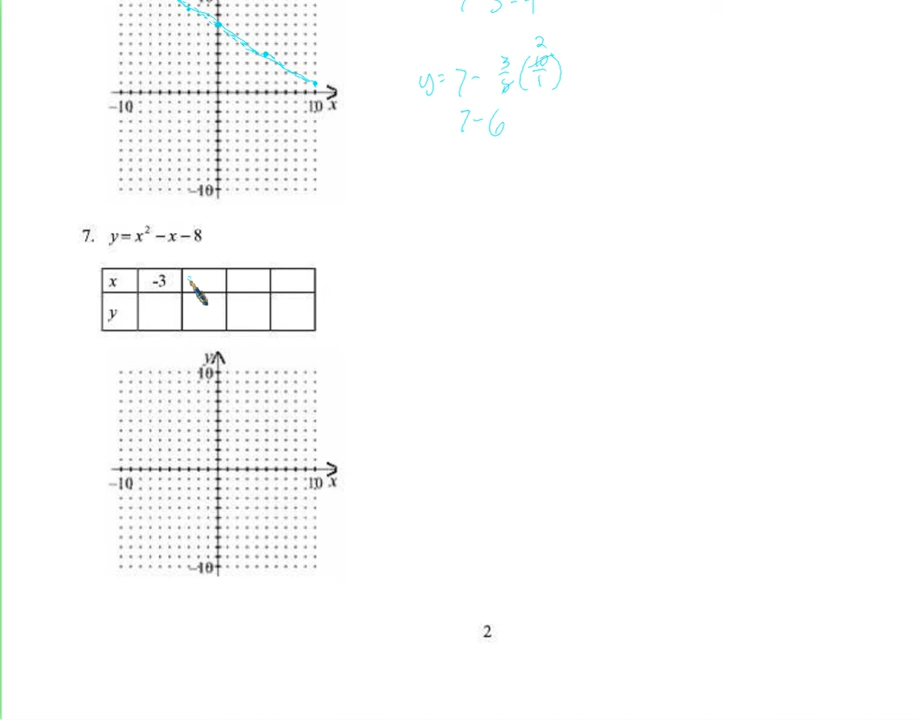 y = 7 - 3/5 (10/1) 2
-10 10 x
7 - 6
-10
7. y = x² - x - 8
x -3
y
y
10
-10 10 x
-10
2